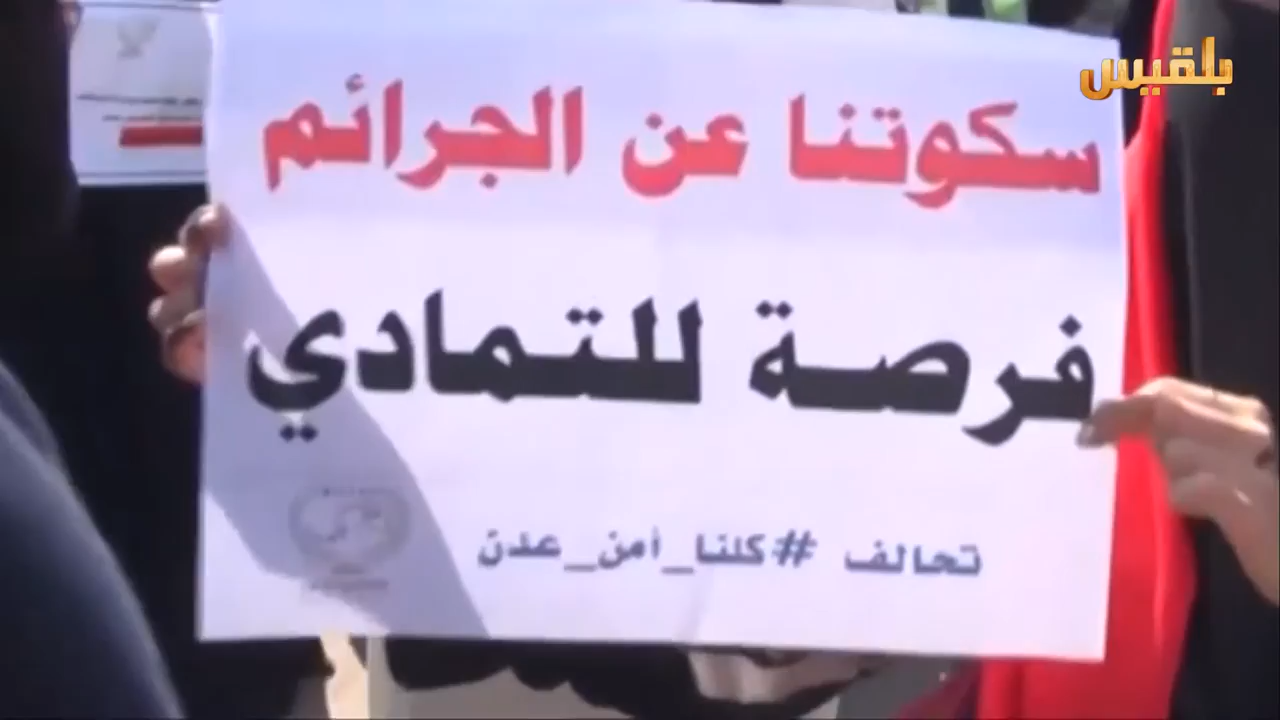 بلقيس
سكوتنا عن الجرائم
فرصة للتمادي
تحالف #كلنا_أمن_عدن